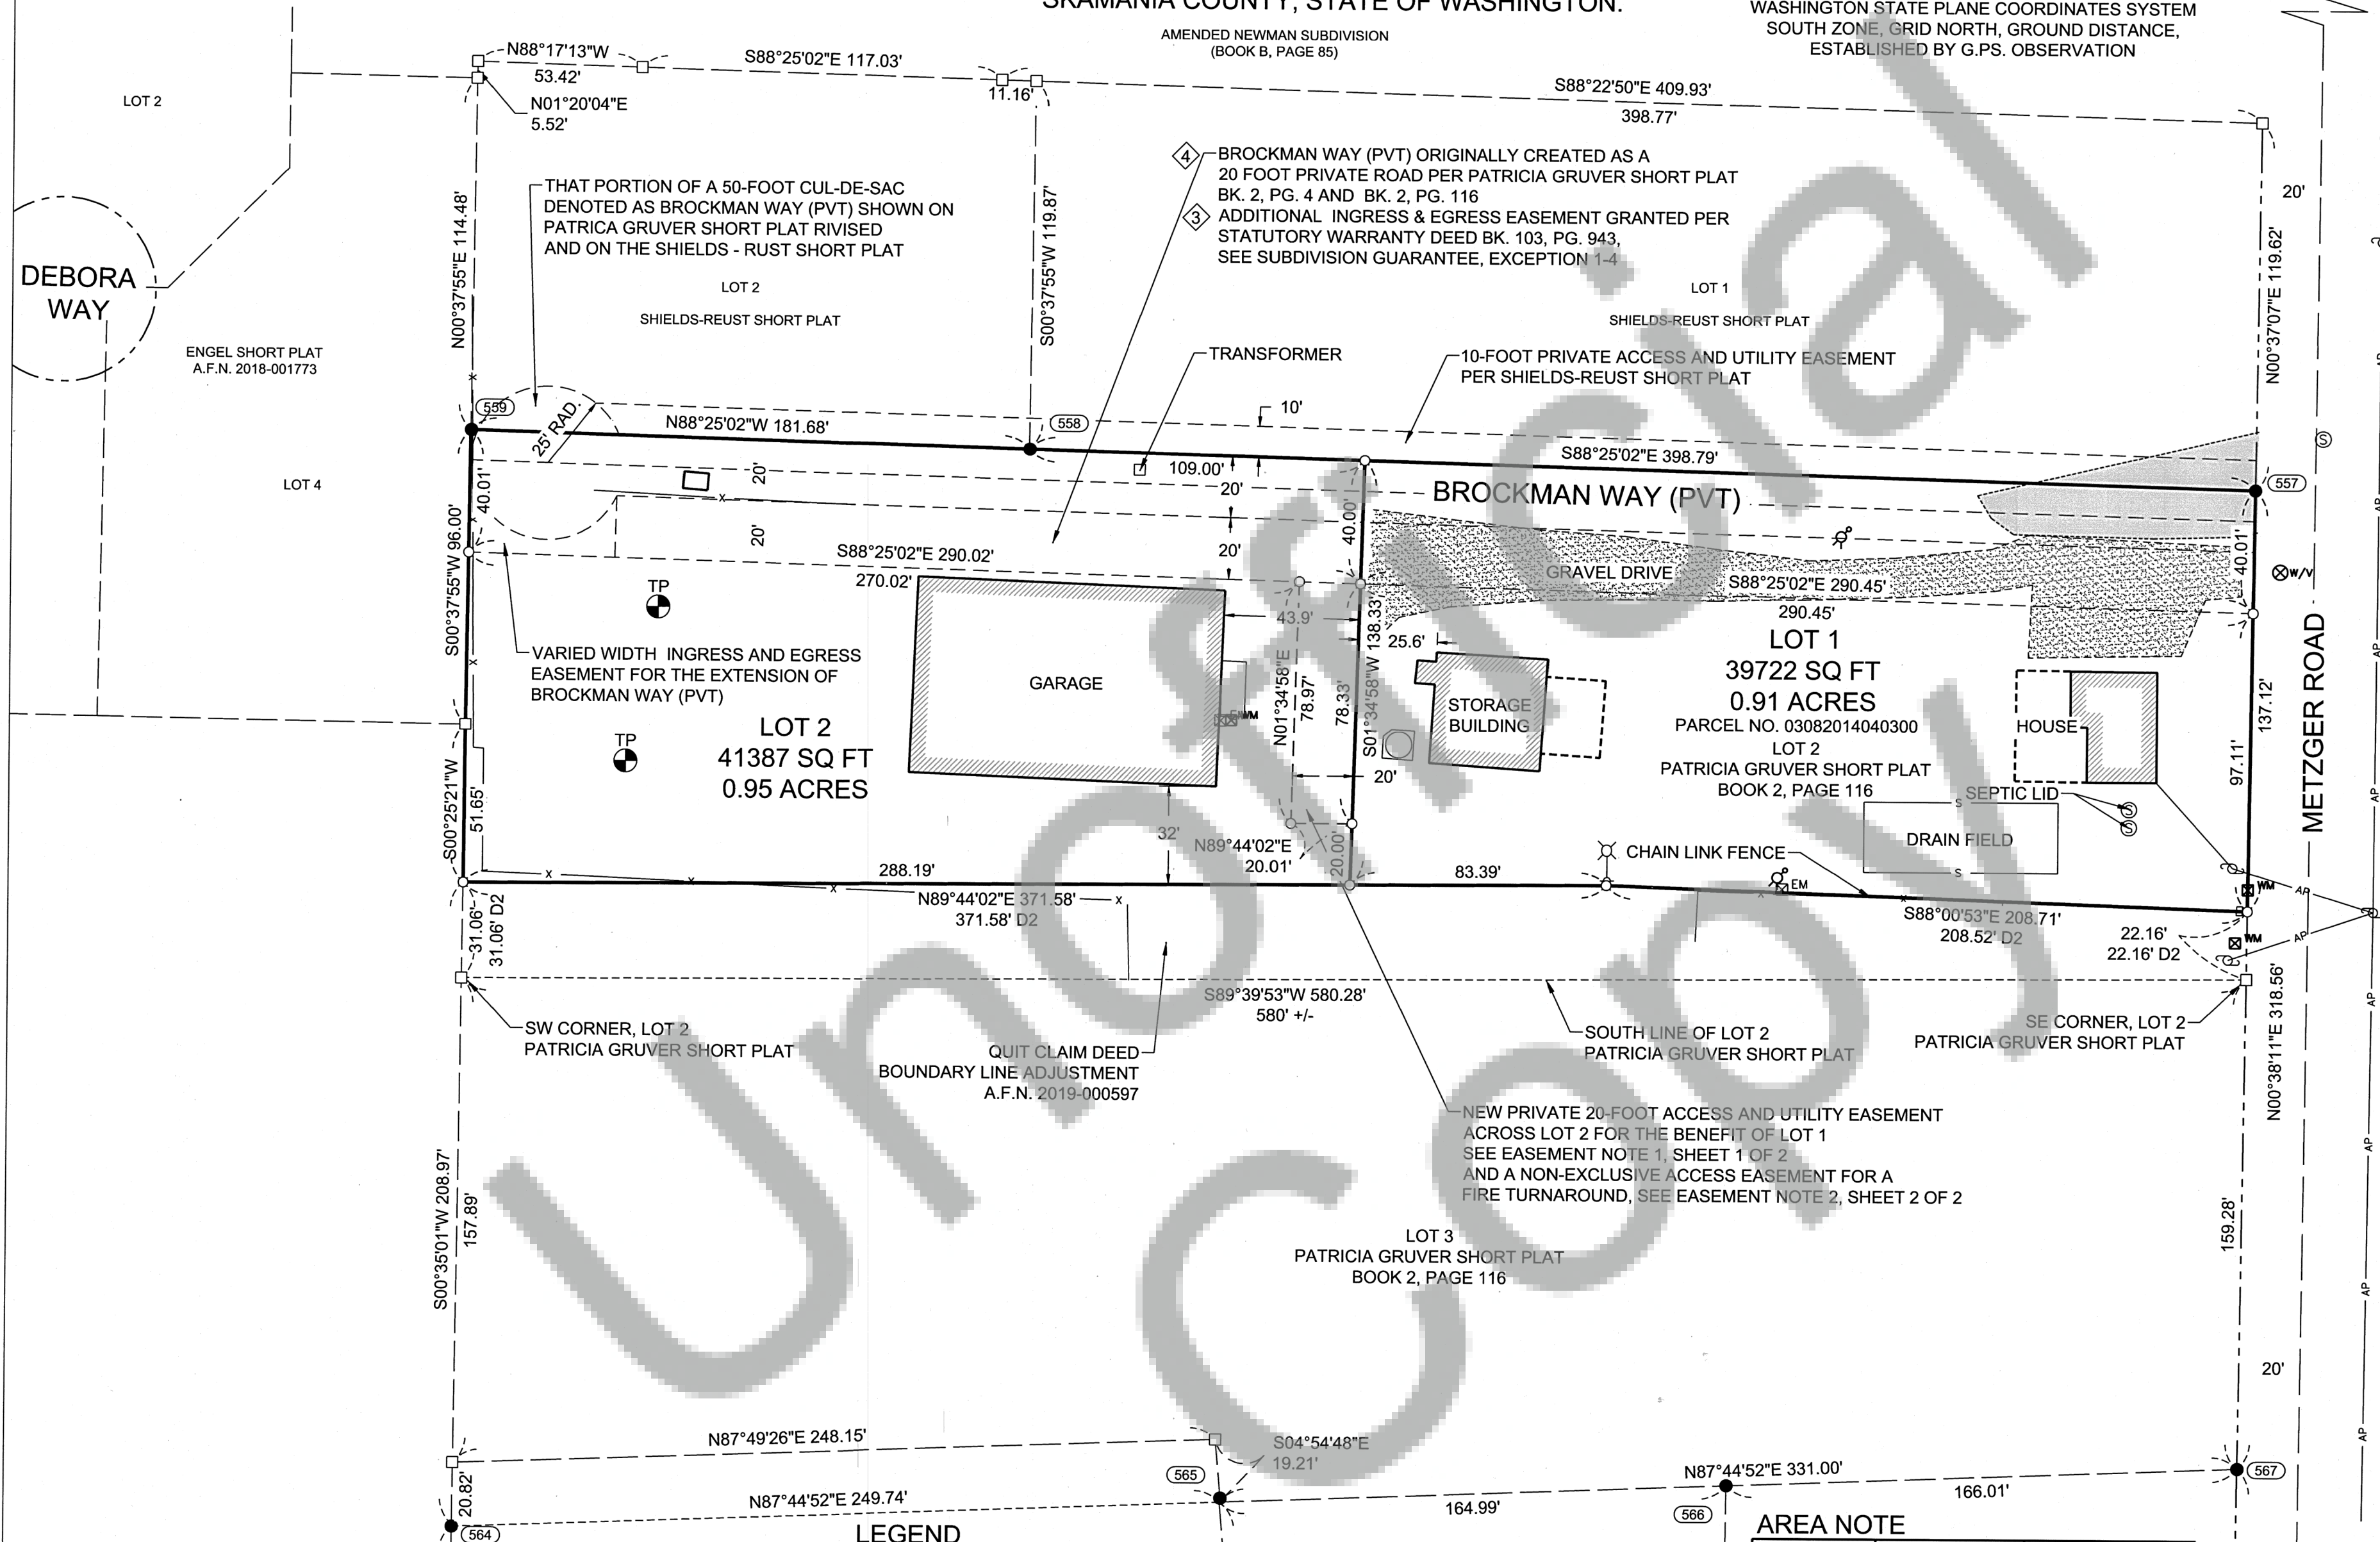 SKAMANIA COUNTY, STATE OF WASHINGTON.
AMENDED NEWMAN SUBDIVISION
(BOOK B, PAGE 85)
WASHINGTON STATE PLANE COORDINATES SYSTEM
SOUTH ZONE, GRID NORTH, GROUND DISTANCE,
ESTABLISHED BY G.PS. OBSERVATION
N88°17'13"W
53.42'
S88°25'02"E 117.03'
11.16'
S88°22'50"E 409.93'
398.77'
N01°20'04"E
5.52'
LOT 2
DEBORA
WAY
ENGEL SHORT PLAT
A.F.N. 2018-001773
LOT 4
N00°37'55"E 114.48'
THAT PORTION OF A 50-FOOT CUL-DE-SAC
DENOTED AS BROCKMAN WAY (PVT) SHOWN ON
PATRICA GRUVER SHORT PLAT RIVISED
AND ON THE SHIELDS - RUST SHORT PLAT
LOT 2
SHIELDS-REUST SHORT PLAT
S00°37'55"W 119.87'
4
BROCKMAN WAY (PVT) ORIGINALLY CREATED AS A
20 FOOT PRIVATE ROAD PER PATRICIA GRUVER SHORT PLAT
BK. 2, PG. 4 AND BK. 2, PG. 116
3
ADDITIONAL INGRESS & EGRESS EASEMENT GRANTED PER
STATUTORY WARRANTY DEED BK. 103, PG. 943,
SEE SUBDIVISION GUARANTEE, EXCEPTION 1-4
LOT 1
SHIELDS-REUST SHORT PLAT
20'
N00°37'07"E 119.62'
TRANSFORMER
10-FOOT PRIVATE ACCESS AND UTILITY EASEMENT
PER SHIELDS-REUST SHORT PLAT
10'
559
25' RAD.
N88°25'02"W 181.68'
558
109.00'
S88°25'02"E 398.79'
S
557
BROCKMAN WAY (PVT)
40.01'
20'
20'
20'
20'
40.00'
40.01'
S00°37'55"W 96.00'
S88°25'02"E 290.02'
270.02'
GRAVEL DRIVE
S88°25'02"E 290.45'
290.45'
W/V
TP
43.9'
25.6'
VARIED WIDTH INGRESS AND EGRESS
EASEMENT FOR THE EXTENSION OF
BROCKMAN WAY (PVT)
GARAGE
WM
N01°34'58"E
78.97'
78.33'
S01°34'58"W 138.33'
STORAGE
BUILDING
LOT 1
39722 SQ FT
0.91 ACRES
PARCEL NO. 03082014040300
LOT 2
PATRICIA GRUVER SHORT PLAT
BOOK 2, PAGE 116
HOUSE
137.12'
97.11'
METZGER ROAD
LOT 2
41387 SQ FT
0.95 ACRES
TP
20'
SEPTIC LID
S
S
S
DRAIN FIELD
S
S00°25'21"W
51.65'
32'
N89°44'02"E
20.01'
20.00'
CHAIN LINK FENCE
EM
288.19'
83.39'
N89°44'02"E 371.58'
371.58' D2
S88°00'53"E 208.71'
208.52' D2
WM
AP
WM
AP
22.16'
22.16' D2
31.06'
31.06' D2
S89°39'53"W 580.28'
580' +/-
SW CORNER, LOT 2
PATRICIA GRUVER SHORT PLAT
QUIT CLAIM DEED
BOUNDARY LINE ADJUSTMENT
A.F.N. 2019-000597
SOUTH LINE OF LOT 2
PATRICIA GRUVER SHORT PLAT
SE CORNER, LOT 2
PATRICIA GRUVER SHORT PLAT
N00°38'11"E 318.56'
NEW PRIVATE 20-FOOT ACCESS AND UTILITY EASEMENT
ACROSS LOT 2 FOR THE BENEFIT OF LOT 1
SEE EASEMENT NOTE 1, SHEET 1 OF 2
AND A NON-EXCLUSIVE ACCESS EASEMENT FOR A
FIRE TURNAROUND, SEE EASEMENT NOTE 2, SHEET 2 OF 2
S00°35'01"W 208.97'
157.89'
LOT 3
PATRICIA GRUVER SHORT PLAT
BOOK 2, PAGE 116
159.28'
20'
AP
AP
AP
AP
AP
AP
AP
N87°49'26"E 248.15'
S04°54'48"E
19.21'
565
N87°44'52"E 331.00'
567
20.82'
N87°44'52"E 249.74'
164.99'
566
166.01'
564
LEGEND
AREA NOTE
Unofficial
Copy